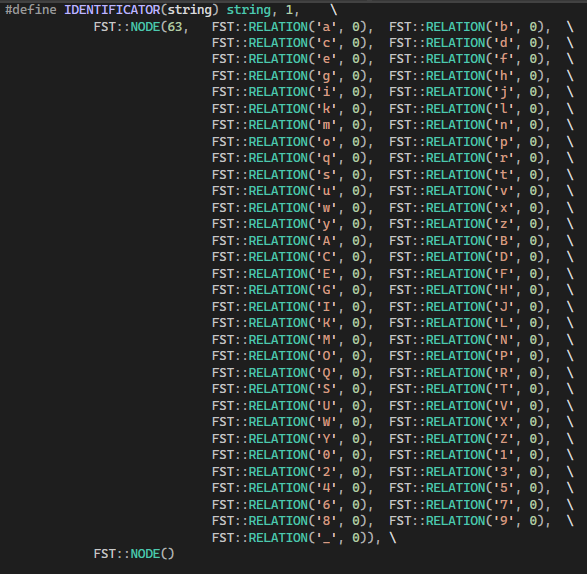 #define IDENTIFICATOR(string) string, 1, \
FST::NODE(63, FST::RELATION('a', 0), FST::RELATION('b', 0), \
FST::RELATION('c', 0), FST::RELATION('d', 0), \
FST::RELATION('e', 0), FST::RELATION('f', 0), \
FST::RELATION('g', 0), FST::RELATION('h', 0), \
FST::RELATION('i', 0), FST::RELATION('j', 0), \
FST::RELATION('k', 0), FST::RELATION('l', 0), \
FST::RELATION('m', 0), FST::RELATION('n', 0), \
FST::RELATION('o', 0), FST::RELATION('p', 0), \
FST::RELATION('q', 0), FST::RELATION('r', 0), \
FST::RELATION('s', 0), FST::RELATION('t', 0), \
FST::RELATION('u', 0), FST::RELATION('v', 0), \
FST::RELATION('w', 0), FST::RELATION('x', 0), \
FST::RELATION('y', 0), FST::RELATION('z', 0), \
FST::RELATION('A', 0), FST::RELATION('B', 0), \
FST::RELATION('C', 0), FST::RELATION('D', 0), \
FST::RELATION('E', 0), FST::RELATION('F', 0), \
FST::RELATION('G', 0), FST::RELATION('H', 0), \
FST::RELATION('I', 0), FST::RELATION('J', 0), \
FST::RELATION('K', 0), FST::RELATION('L', 0), \
FST::RELATION('M', 0), FST::RELATION('N', 0), \
FST::RELATION('O', 0), FST::RELATION('P', 0), \
FST::RELATION('Q', 0), FST::RELATION('R', 0), \
FST::RELATION('S', 0), FST::RELATION('T', 0), \
FST::RELATION('U', 0), FST::RELATION('V', 0), \
FST::RELATION('W', 0), FST::RELATION('X', 0), \
FST::RELATION('Y', 0), FST::RELATION('Z', 0), \
FST::RELATION('0', 0), FST::RELATION('1', 0), \
FST::RELATION('2', 0), FST::RELATION('3', 0), \
FST::RELATION('4', 0), FST::RELATION('5', 0), \
FST::RELATION('6', 0), FST::RELATION('7', 0), \
FST::RELATION('8', 0), FST::RELATION('9', 0), \
FST::RELATION('_', 0)), \
FST::NODE()